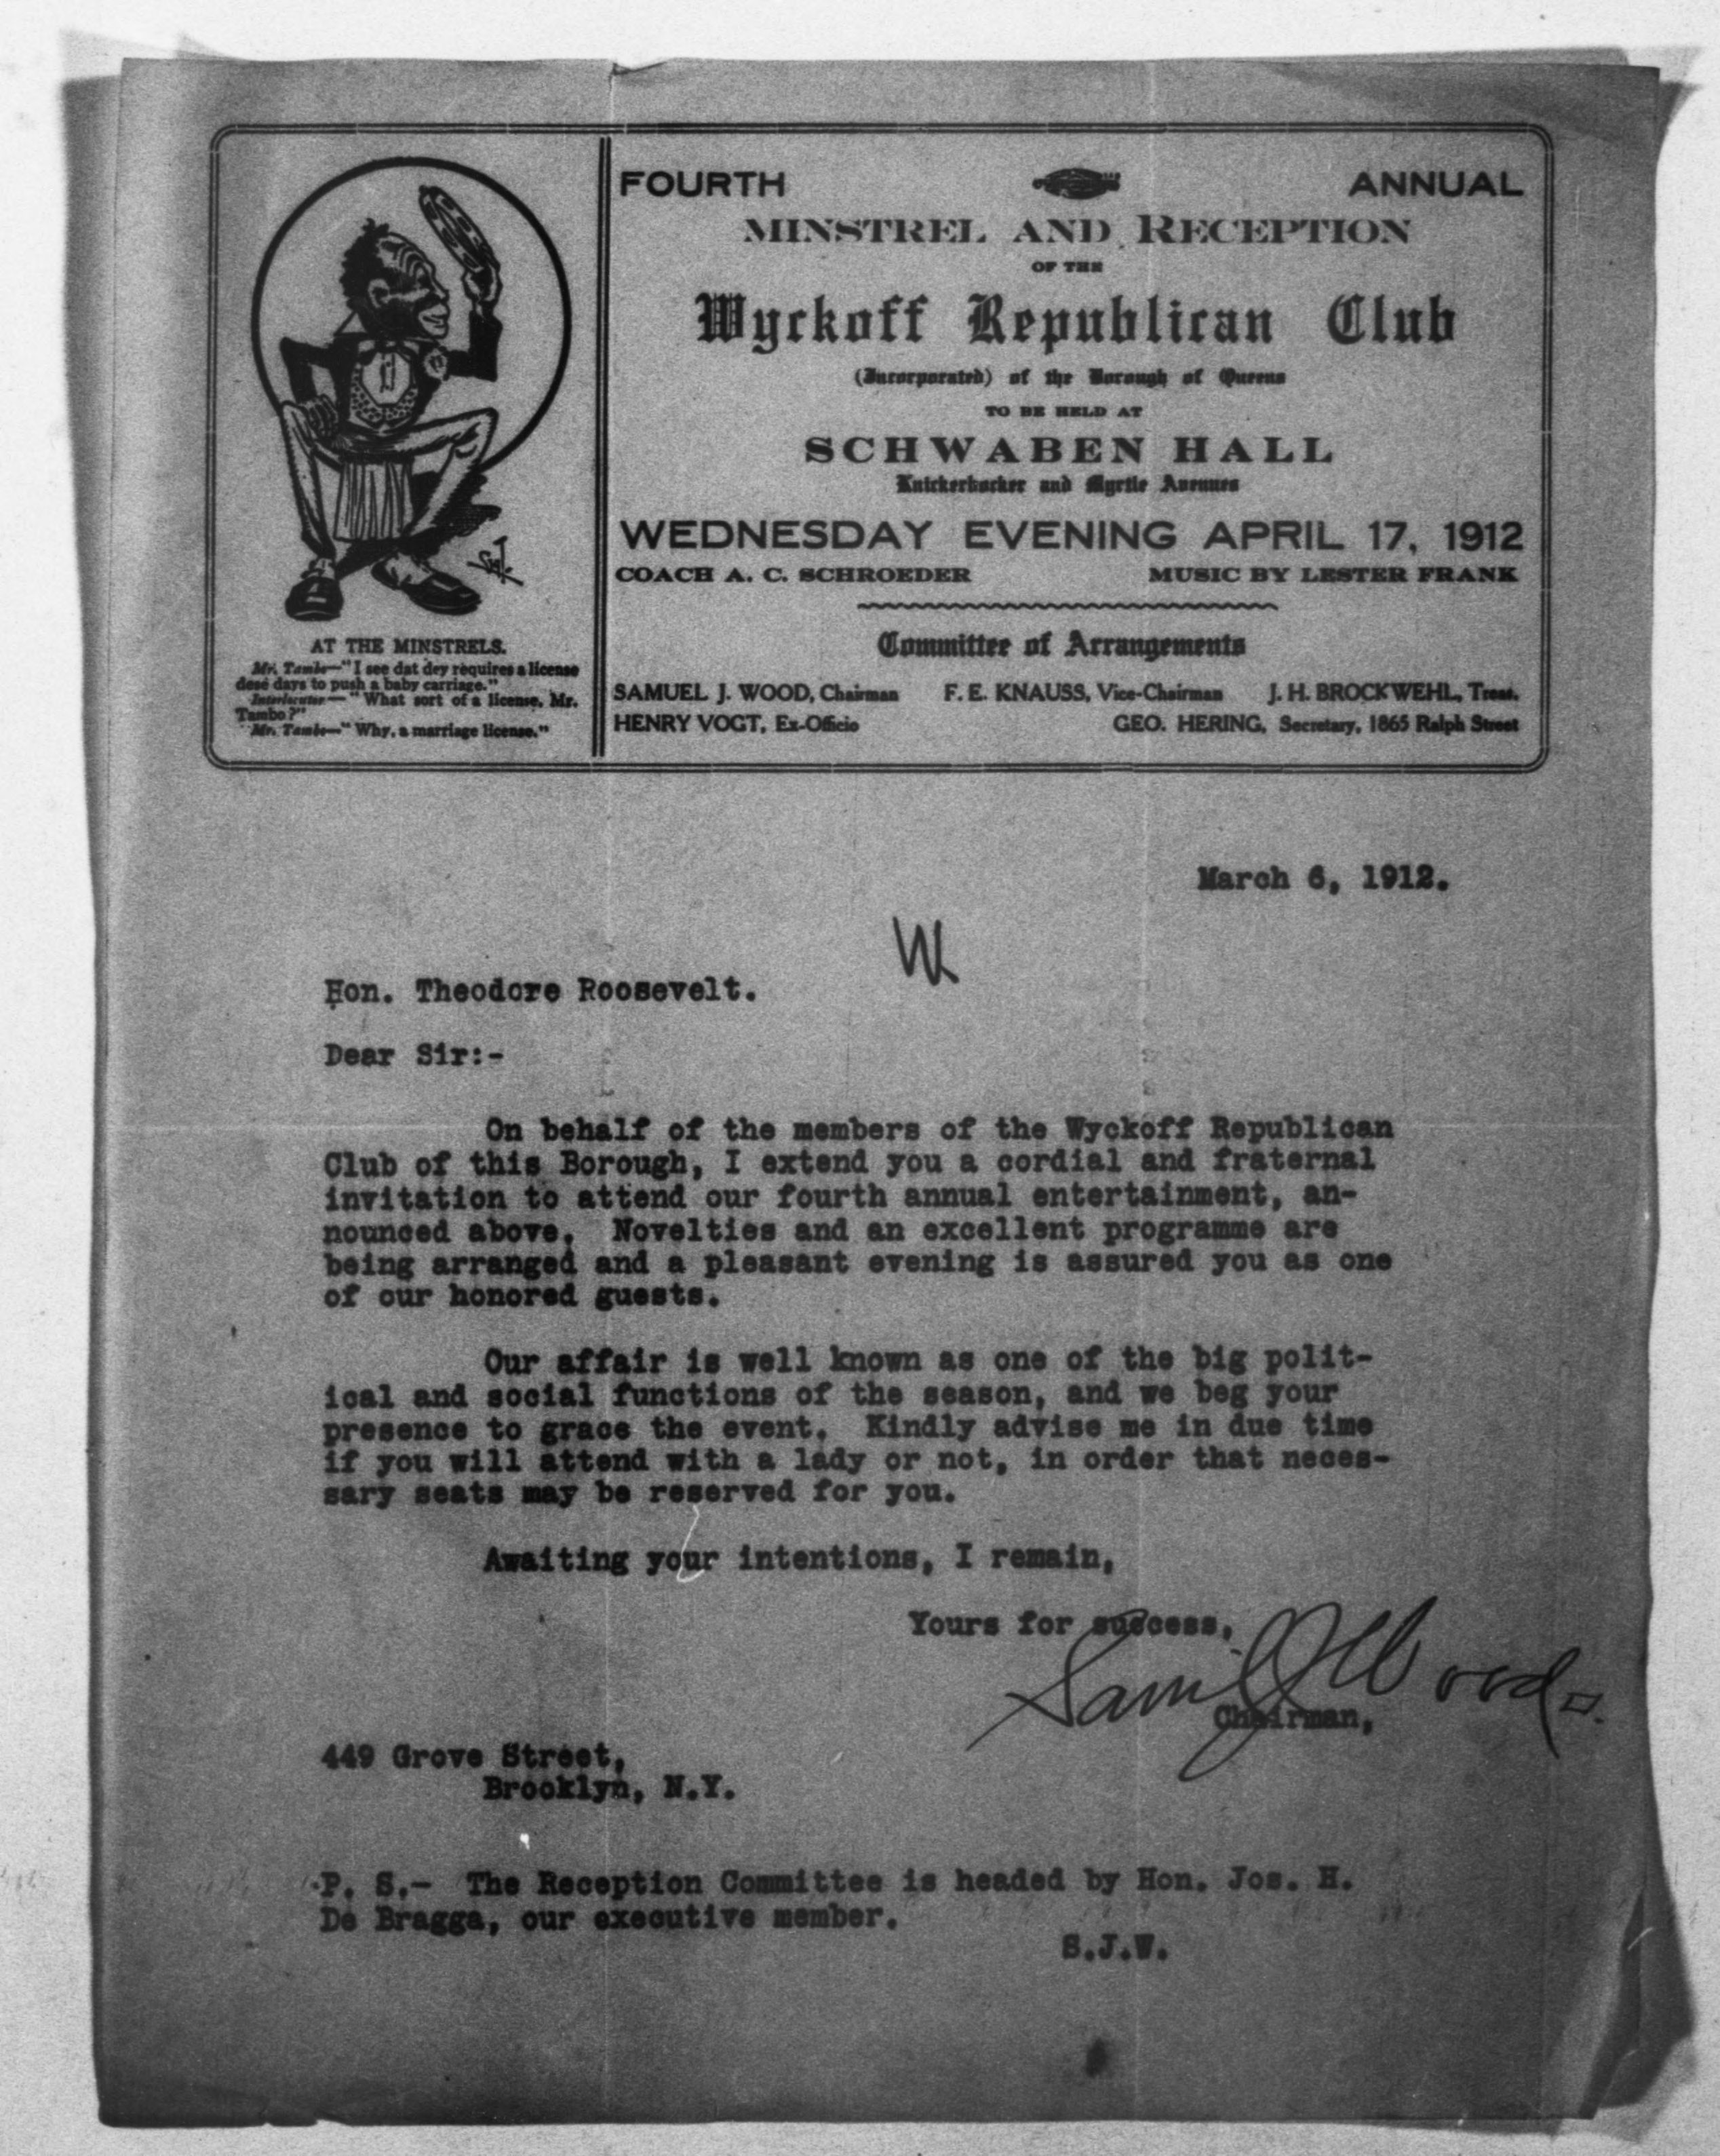 FOURTH ANNUAL
MINSTREL AND RECEPTION
OF THE
Wyckoff Republican Club
(Incorporated) of the Borough of Queens
TO BE HELD AT
SCHWABEN HALL
Knickerbocker and Myrtle Avenues
WEDNESDAY EVENING APRIL 17, 1912
COACH A. C. SCHROEDER MUSIC BY LESTER FRANK
Committee of Arrangements
SAMUEL J. WOOD, Chairman F. E. KNAUSS, Vice-Chairman J. H. BROCKWEHL, Treas.
HENRY VOGT, Ex-Officio GEO. HERING, Secretary, 1865 Ralph Street
AT THE MINSTRELS.
Mr. Tambo—"I see dat dey requires a license
dese days to push a baby carriage."
Interlocutor—"What sort of a license, Mr.
Tambo?"
Mr. Tambo—"Why, a marriage license."
March 6, 1912.
Hon. Theodore Roosevelt.
Dear Sir:-
On behalf of the members of the Wyckoff Republican
Club of this Borough, I extend you a cordial and fraternal
invitation to attend our fourth annual entertainment, an-
nounced above. Novelties and an excellent programme are
being arranged and a pleasant evening is assured you as one
of our honored guests.
Our affair is well known as one of the big polit-
ical and social functions of the season, and we beg your
presence to grace the event. Kindly advise me in due time
if you will attend with a lady or not, in order that neces-
sary seats may be reserved for you.
Awaiting your intentions, I remain,
Yours for success,
Saml J Wood
Chairman,
449 Grove Street,
Brooklyn, N.Y.
P. S.- The Reception Committee is headed by Hon. Jos. H.
De Bragga, our executive member.
S.J.W.